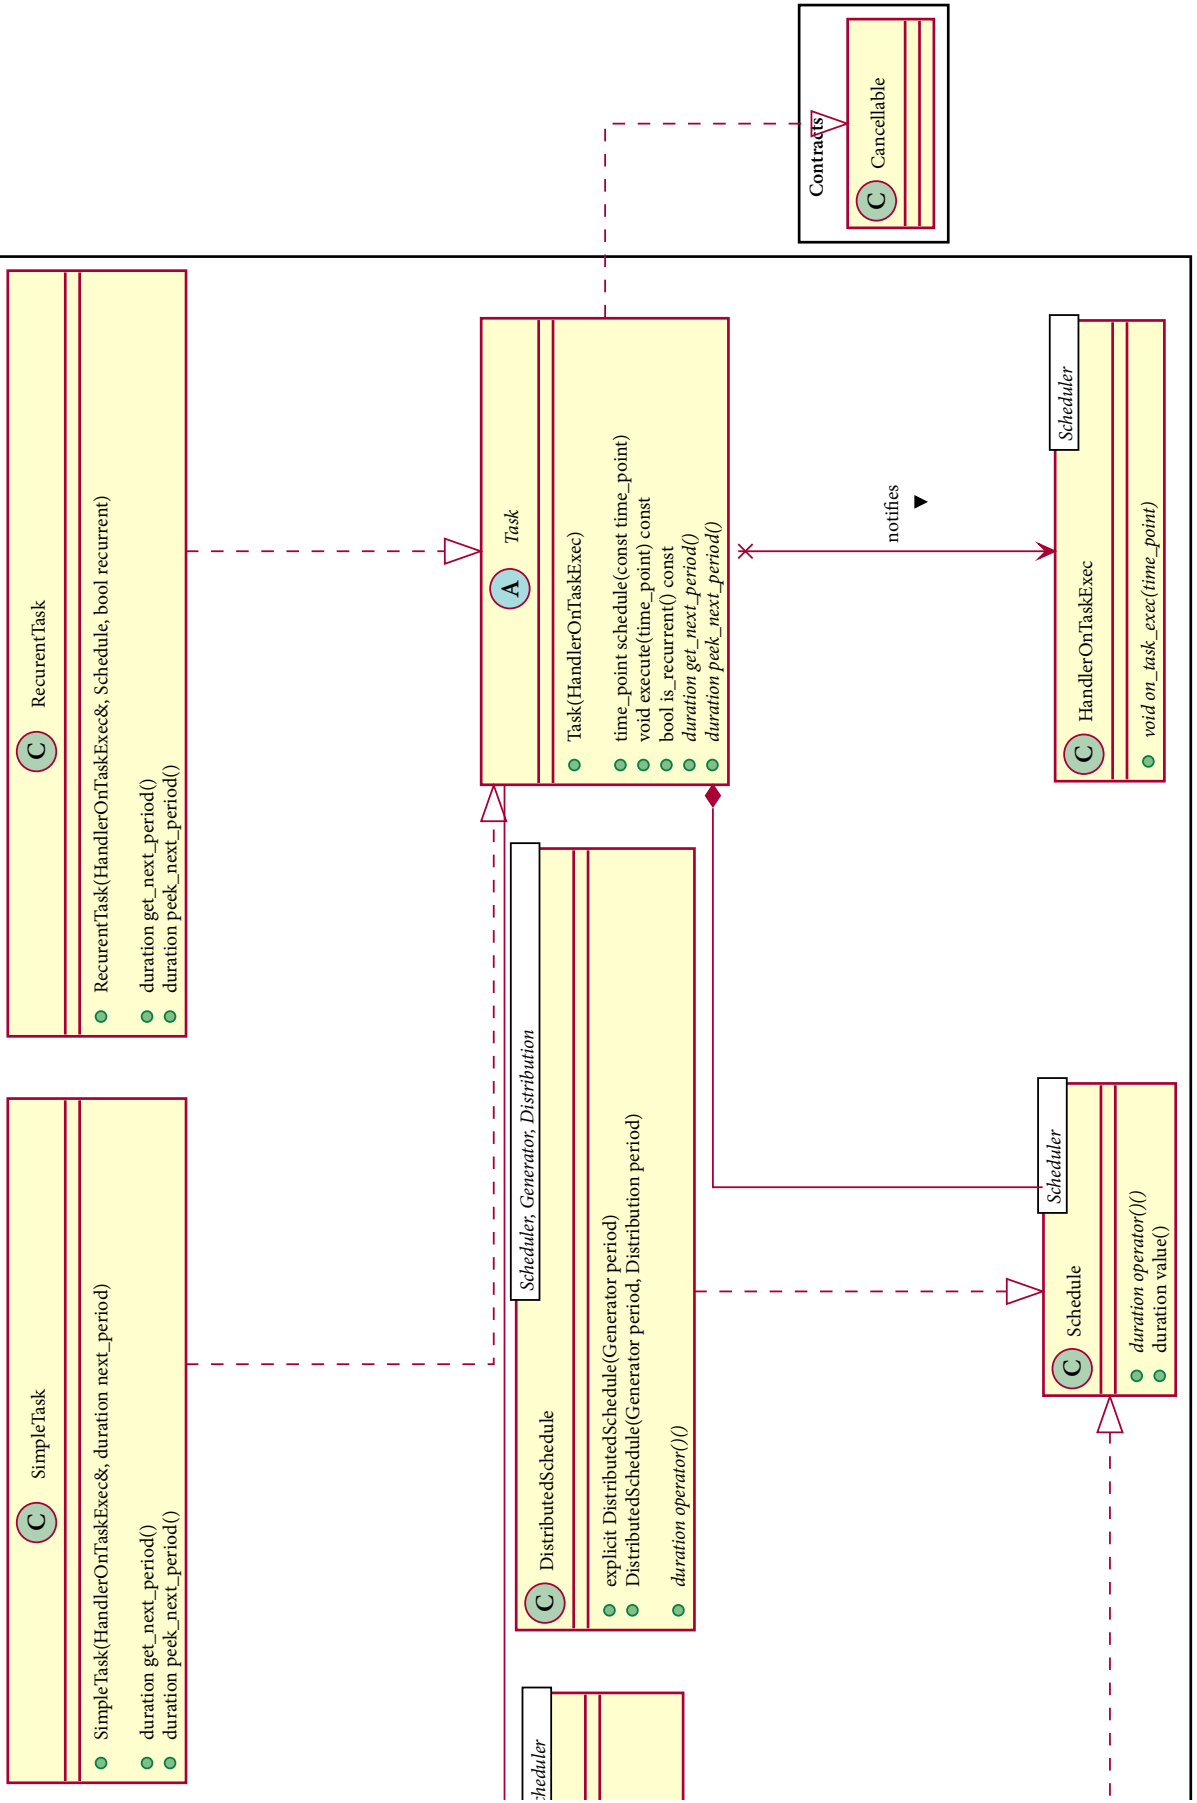 C SimpleTask
SimpleTask(HandlerOnTaskExec&, duration next_period)
duration get_next_period()
duration peek_next_period()
C RecurentTask
RecurentTask(HandlerOnTaskExec&, Schedule, bool recurrent)
duration get_next_period()
duration peek_next_period()
cheduler
Scheduler, Generator, Distribution
C DistributedSchedule
explicit DistributedSchedule(Generator period)
DistributedSchedule(Generator period, Distribution period)
duration operator()()
A Task
Task(HandlerOnTaskExec)
time_point schedule(const time_point)
void execute(time_point) const
bool is_recurrent() const
duration get_next_period()
duration peek_next_period()
Contracts
C Cancellable
notifies
Scheduler
C Schedule
duration operator()()
duration value()
Scheduler
C HandlerOnTaskExec
void on_task_exec(time_point)